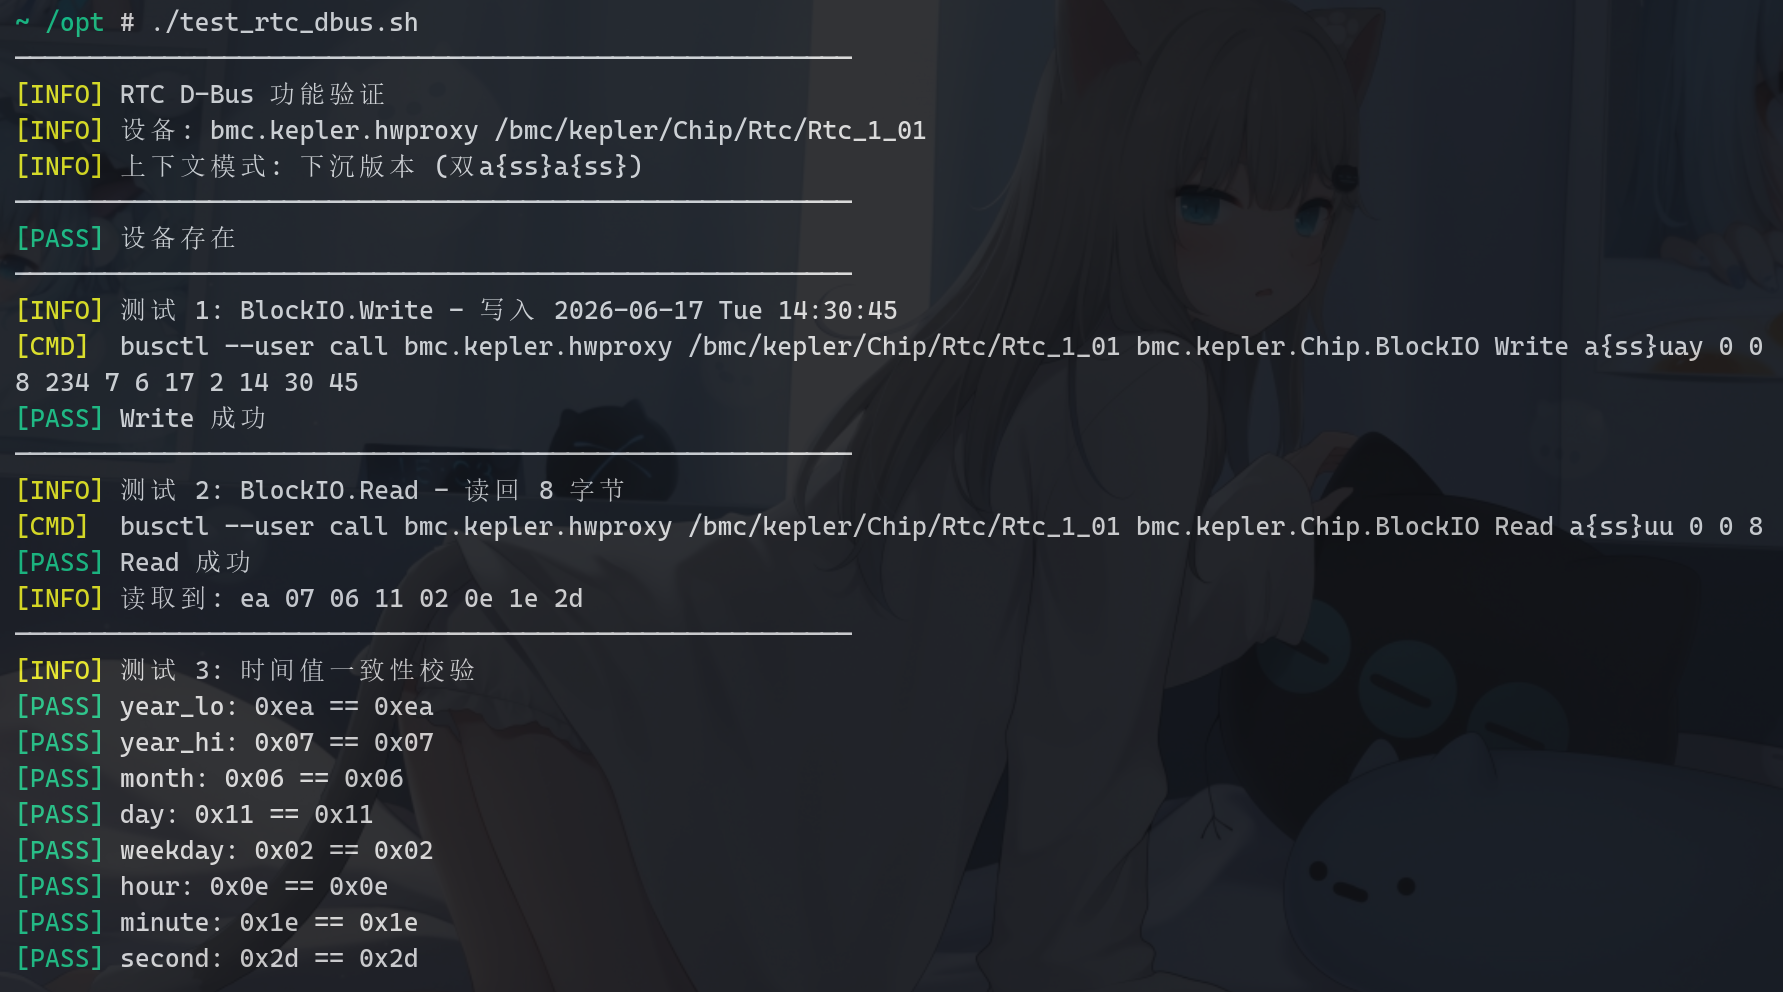 ~ /opt # ./test_rtc_dbus.sh
[INFO] RTC D-Bus 功能验证
[INFO] 设备: bmc.kepler.hwproxy /bmc/kepler/Chip/Rtc/Rtc_1_01
[INFO] 上下文模式: 下沉版本 (双a{ss}a{ss})
[PASS] 设备存在
[INFO] 测试 1: BlockIO.Write - 写入 2026-06-17 Tue 14:30:45
[CMD]  busctl --user call bmc.kepler.hwproxy /bmc/kepler/Chip/Rtc/Rtc_1_01 bmc.kepler.Chip.BlockIO Write a{ss}uay 0 0
8 234 7 6 17 2 14 30 45
[PASS] Write 成功
[INFO] 测试 2: BlockIO.Read - 读回 8 字节
[CMD]  busctl --user call bmc.kepler.hwproxy /bmc/kepler/Chip/Rtc/Rtc_1_01 bmc.kepler.Chip.BlockIO Read a{ss}uu 0 0 8
[PASS] Read 成功
[INFO] 读取到: ea 07 06 11 02 0e 1e 2d
[INFO] 测试 3: 时间值一致性校验
[PASS] year_lo: 0xea == 0xea
[PASS] year_hi: 0x07 == 0x07
[PASS] month: 0x06 == 0x06
[PASS] day: 0x11 == 0x11
[PASS] weekday: 0x02 == 0x02
[PASS] hour: 0x0e == 0x0e
[PASS] minute: 0x1e == 0x1e
[PASS] second: 0x2d == 0x2d